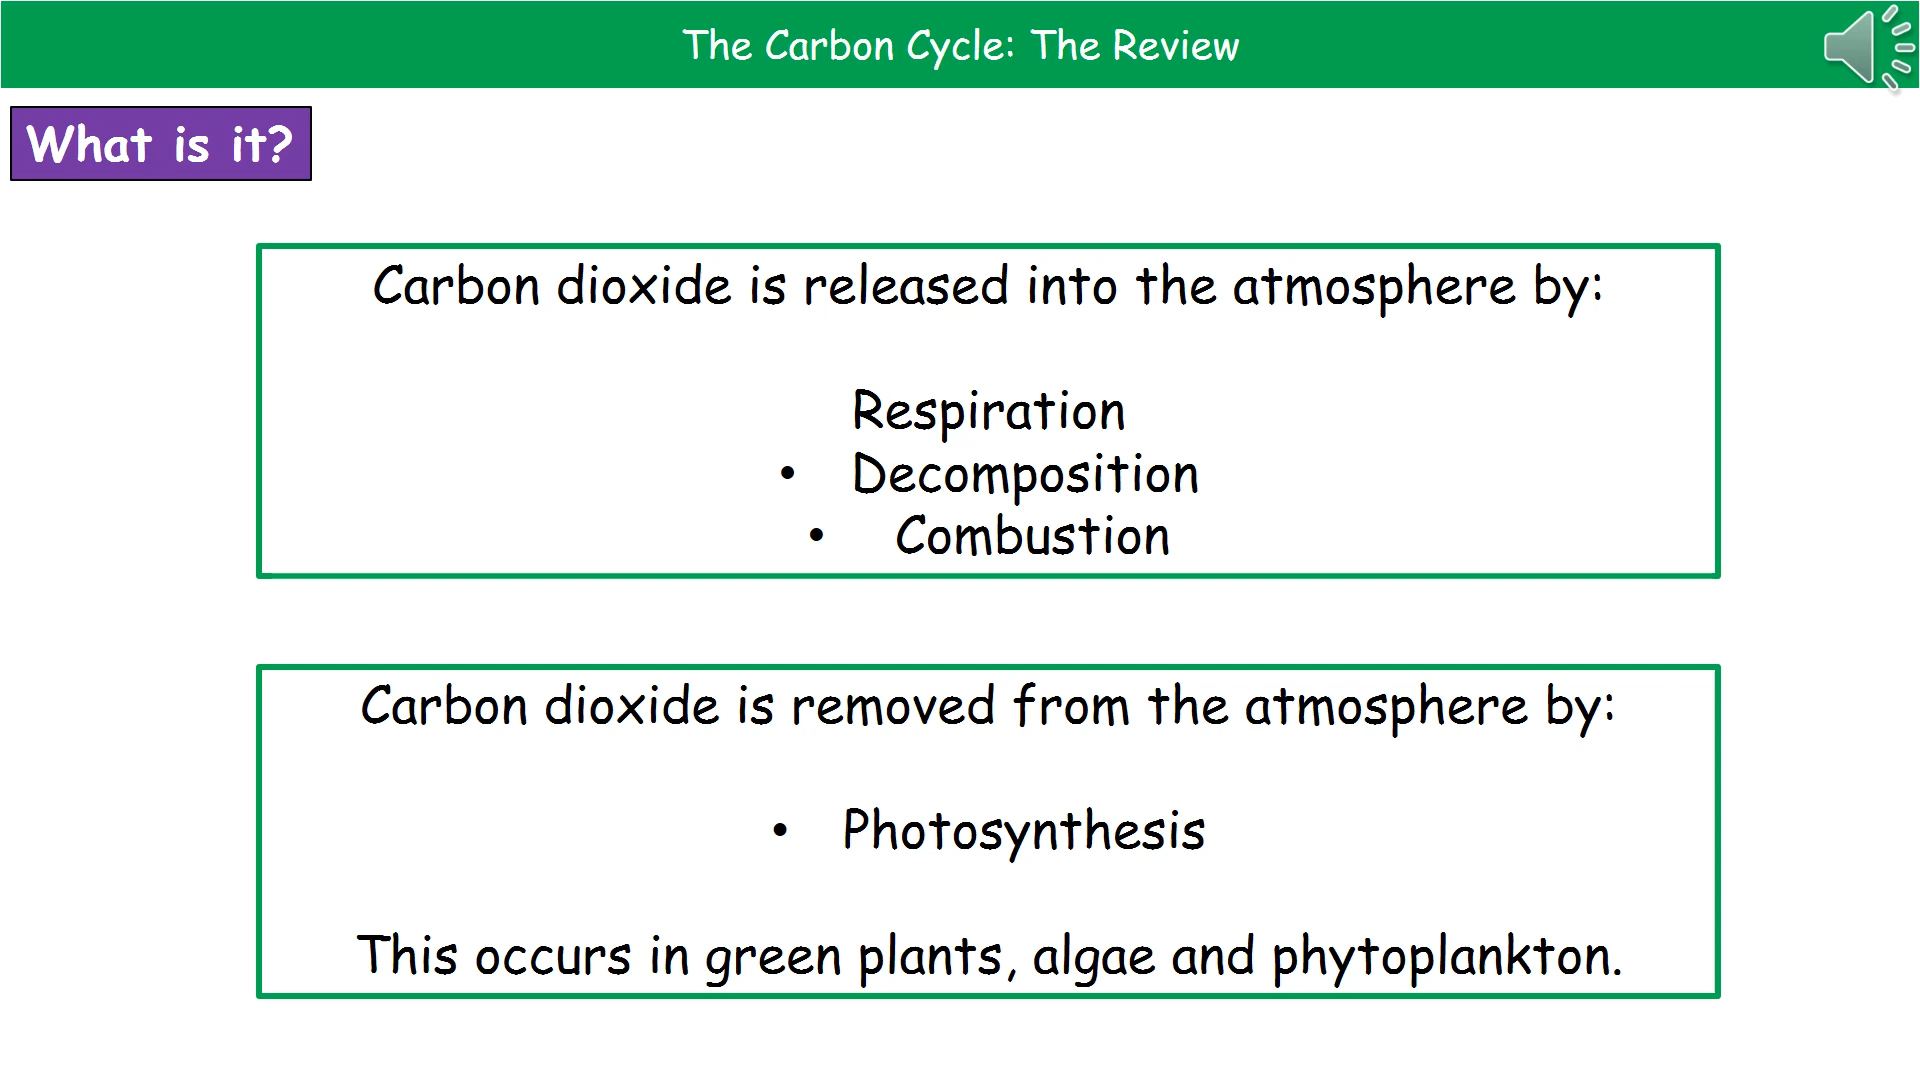 The Carbon Cycle: The Review
What is it?
Carbon dioxide is released into the atmosphere by:
Respiration
• Decomposition
• Combustion
Carbon dioxide is removed from the atmosphere by:
• Photosynthesis
This occurs in green plants, algae and phytoplankton.